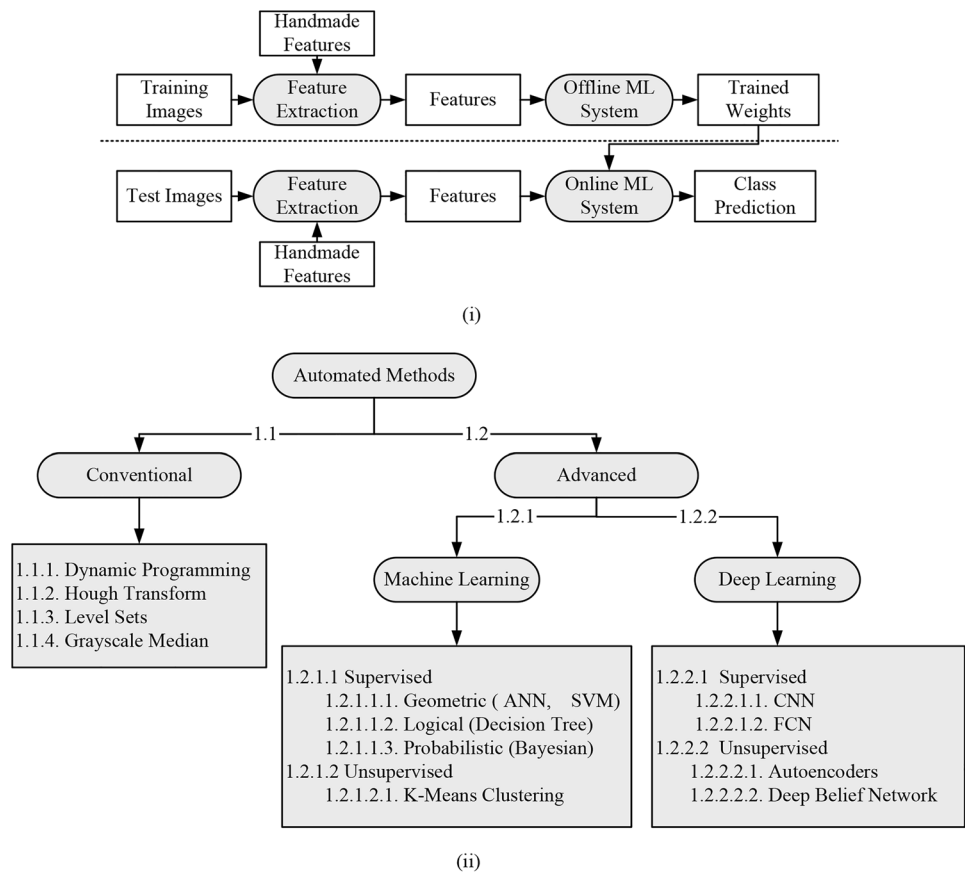 Handmade
Features
Training
Images
Feature
Extraction
Features
Offline ML
System
Trained
Weights
Test Images
Feature
Extraction
Features
Online ML
System
Class
Prediction
Handmade
Features
(i)
Automated Methods
1.1
1.2
Conventional
Advanced
1.2.1
1.2.2
1.1.1. Dynamic Programming
1.1.2. Hough Transform
1.1.3. Level Sets
1.1.4. Grayscale Median
Machine Learning
Deep Learning
1.2.1.1 Supervised
1.2.1.1.1. Geometric ( ANN, SVM)
1.2.1.1.2. Logical (Decision Tree)
1.2.1.1.3. Probabilistic (Bayesian)
1.2.1.2 Unsupervised
1.2.1.2.1. K-Means Clustering
1.2.2.1 Supervised
1.2.2.1.1. CNN
1.2.2.1.2. FCN
1.2.2.2 Unsupervised
1.2.2.2.1. Autoencoders
1.2.2.2.2. Deep Belief Network
(ii)